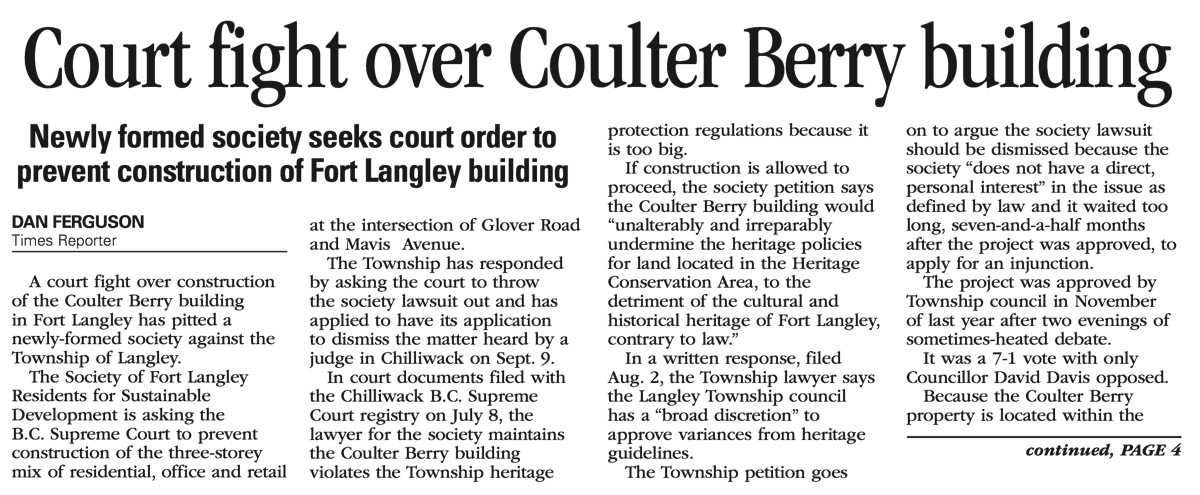 Court fight over Coulter Berry building
Newly formed society seeks court order to
prevent construction of Fort Langley building
DAN FERGUSON
Times Reporter
A court fight over construction
of the Coulter Berry building
in Fort Langley has pitted a
newly-formed society against the
Township of Langley.
The Society of Fort Langley
Residents for Sustainable
Development is asking the
B.C. Supreme Court to prevent
construction of the three-storey
mix of residential, office and retail
at the intersection of Glover Road
and Mavis Avenue.
The Township has responded
by asking the court to throw
the society lawsuit out and has
applied to have its application
to dismiss the matter heard by a
judge in Chilliwack on Sept. 9.
In court documents filed with
the Chilliwack B.C. Supreme
Court registry on July 8, the
lawyer for the society maintains
the Coulter Berry building
violates the Township heritage
protection regulations because it
is too big.
If construction is allowed to
proceed, the society petition says
the Coulter Berry building would
“unalterably and irreparably
undermine the heritage policies
for land located in the Heritage
Conservation Area, to the
detriment of the cultural and
historical heritage of Fort Langley,
contrary to law.”
In a written response, filed
Aug. 2, the Township lawyer says
the Langley Township council
has a “broad discretion” to
approve variances from heritage
guidelines.
The Township petition goes
on to argue the society lawsuit
should be dismissed because the
society “does not have a direct,
personal interest” in the issue as
defined by law and it waited too
long, seven-and-a-half months
after the project was approved, to
apply for an injunction.
The project was approved by
Township council in November
of last year after two evenings of
sometimes-heated debate.
It was a 7-1 vote with only
Councillor David Davis opposed.
Because the Coulter Berry
property is located within the
continued, PAGE 4